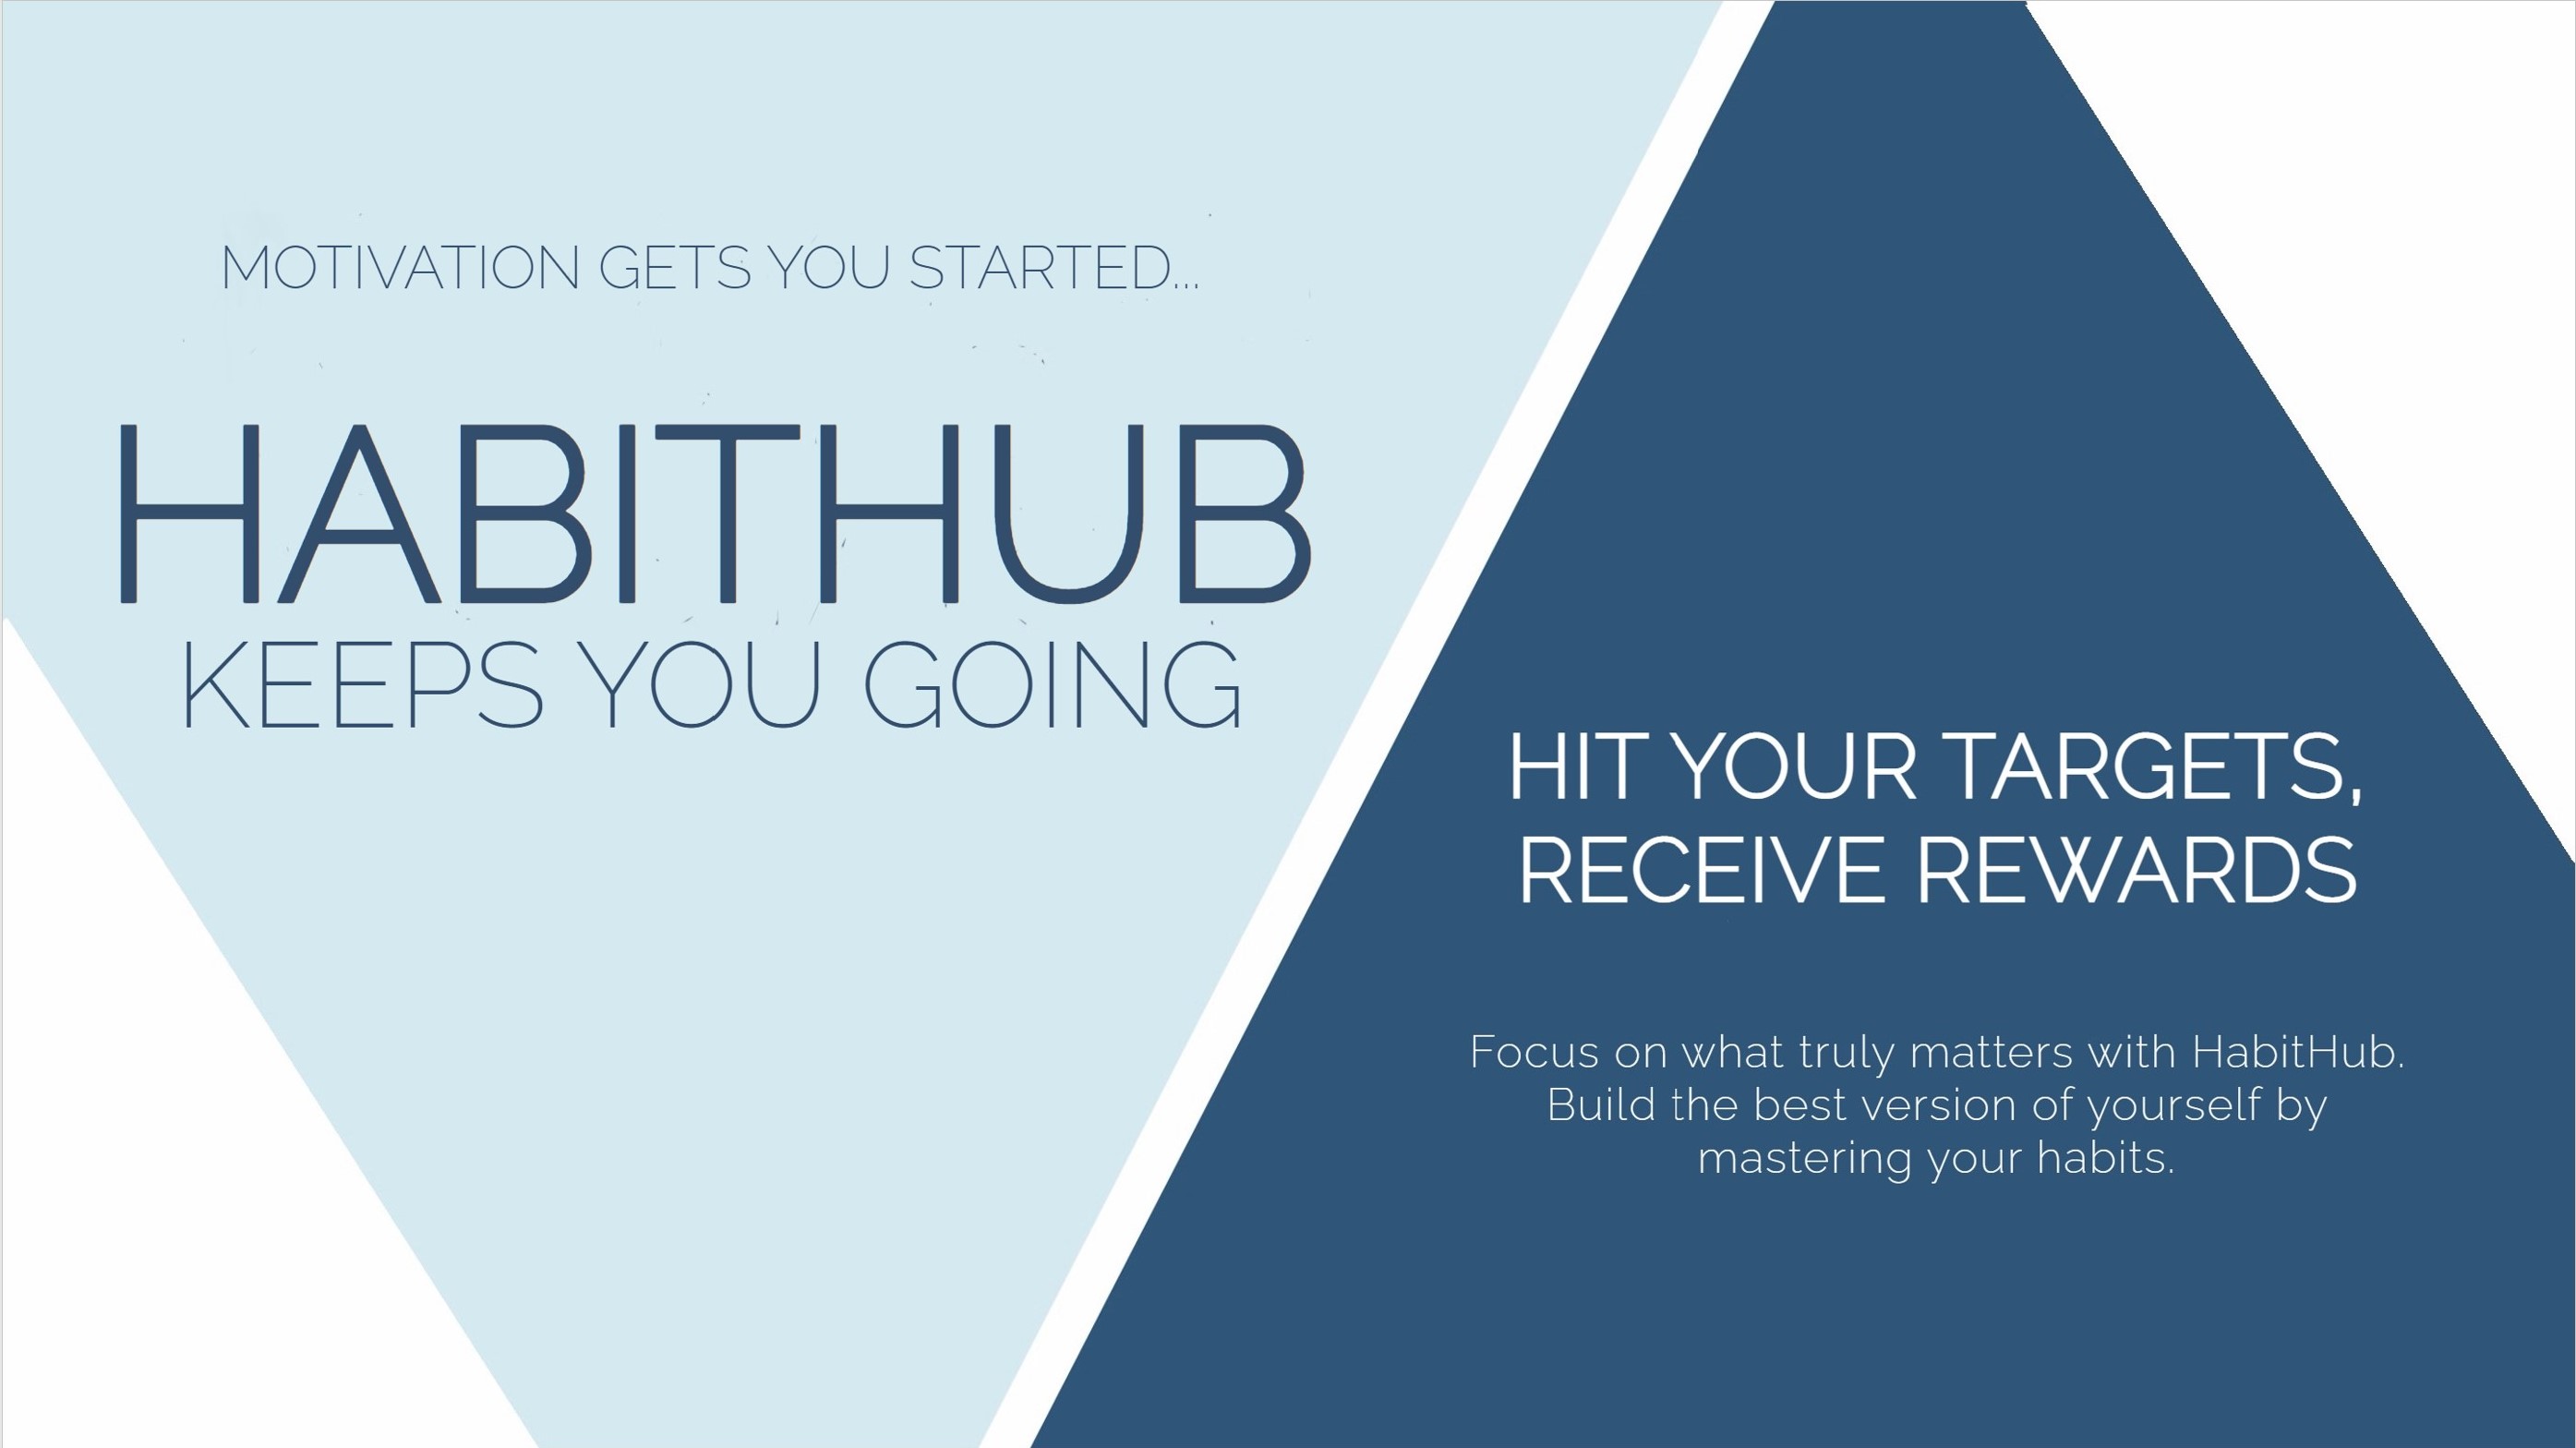 MOTIVATION GETS YOU STARTED...
HABITHUB
KEEPS YOU GOING
HIT YOUR TARGETS,
RECEIVE REWARDS
Focus on what truly matters with HabitHub.
Build the best version of yourself by
mastering your habits.